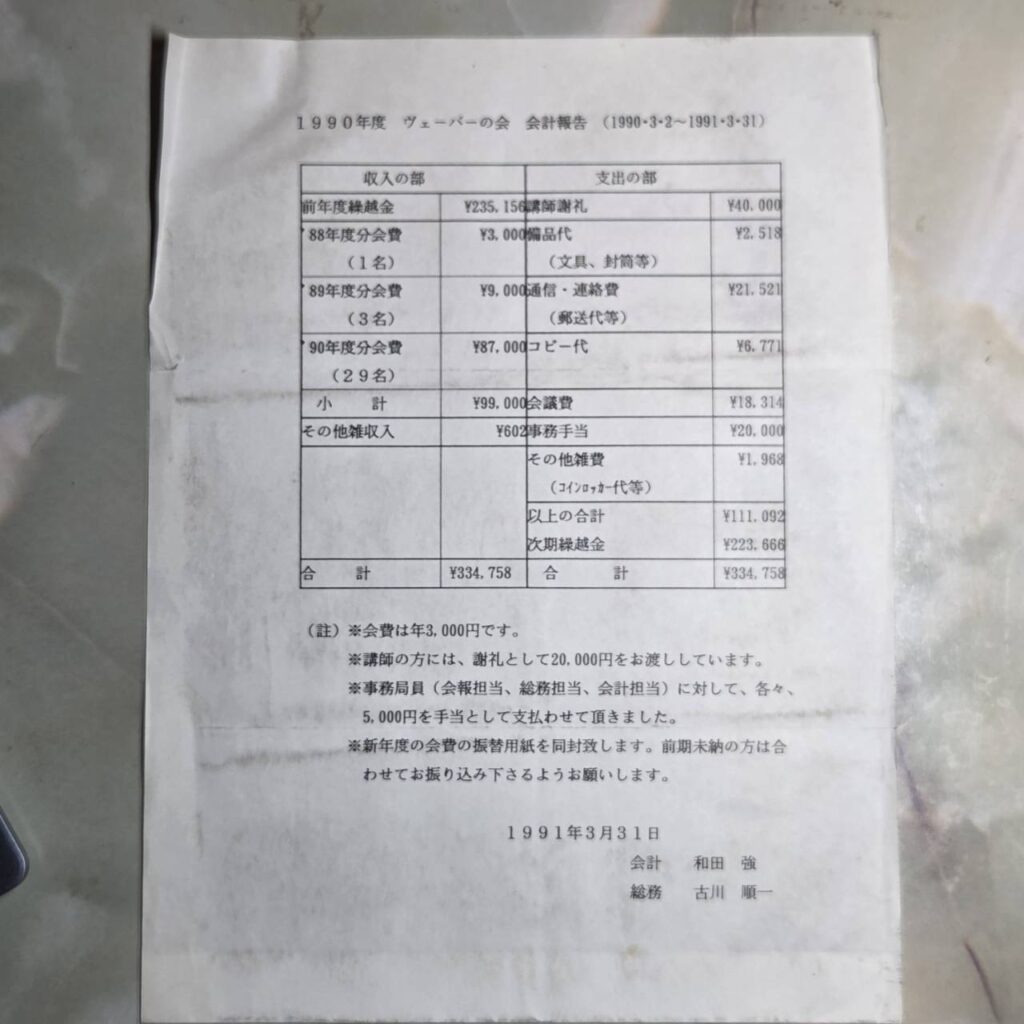 1990年度　ヴェーバーの会　会計報告　（1990・3・2～1991・3・31）
収入の部　支出の部
前年度繰越金　¥235,156　講師謝礼　¥40,000
'88年度分会費　¥3,000　備品代　¥2,518
（1名）　（文具、封筒等）
'89年度分会費　¥9,000　通信・連絡費　¥21,521
（3名）　（郵送代等）
'90年度分会費　¥87,000　コピー代　¥6,771
（29名）
小　計　¥99,000　会議費　¥18,314
その他雑収入　¥602　事務手当　¥20,000
その他雑費　¥1,968
（ｺｲﾝﾛｯｶｰ代等）
以上の合計　¥111,092
次期繰越金　¥223,666
合　計　¥334,758　合　計　¥334,758
（註）※会費は年3,000円です。
※講師の方には、謝礼として20,000円をお渡ししています。
※事務局員（会報担当、総務担当、会計担当）に対して、各々、
5,000円を手当として支払わせて頂きました。
※新年度の会費の振替用紙を同封致します。前期未納の方は合
わせてお振り込み下さるようお願いします。
1991年3月31日
会計　和田　強
総務　古川　順一